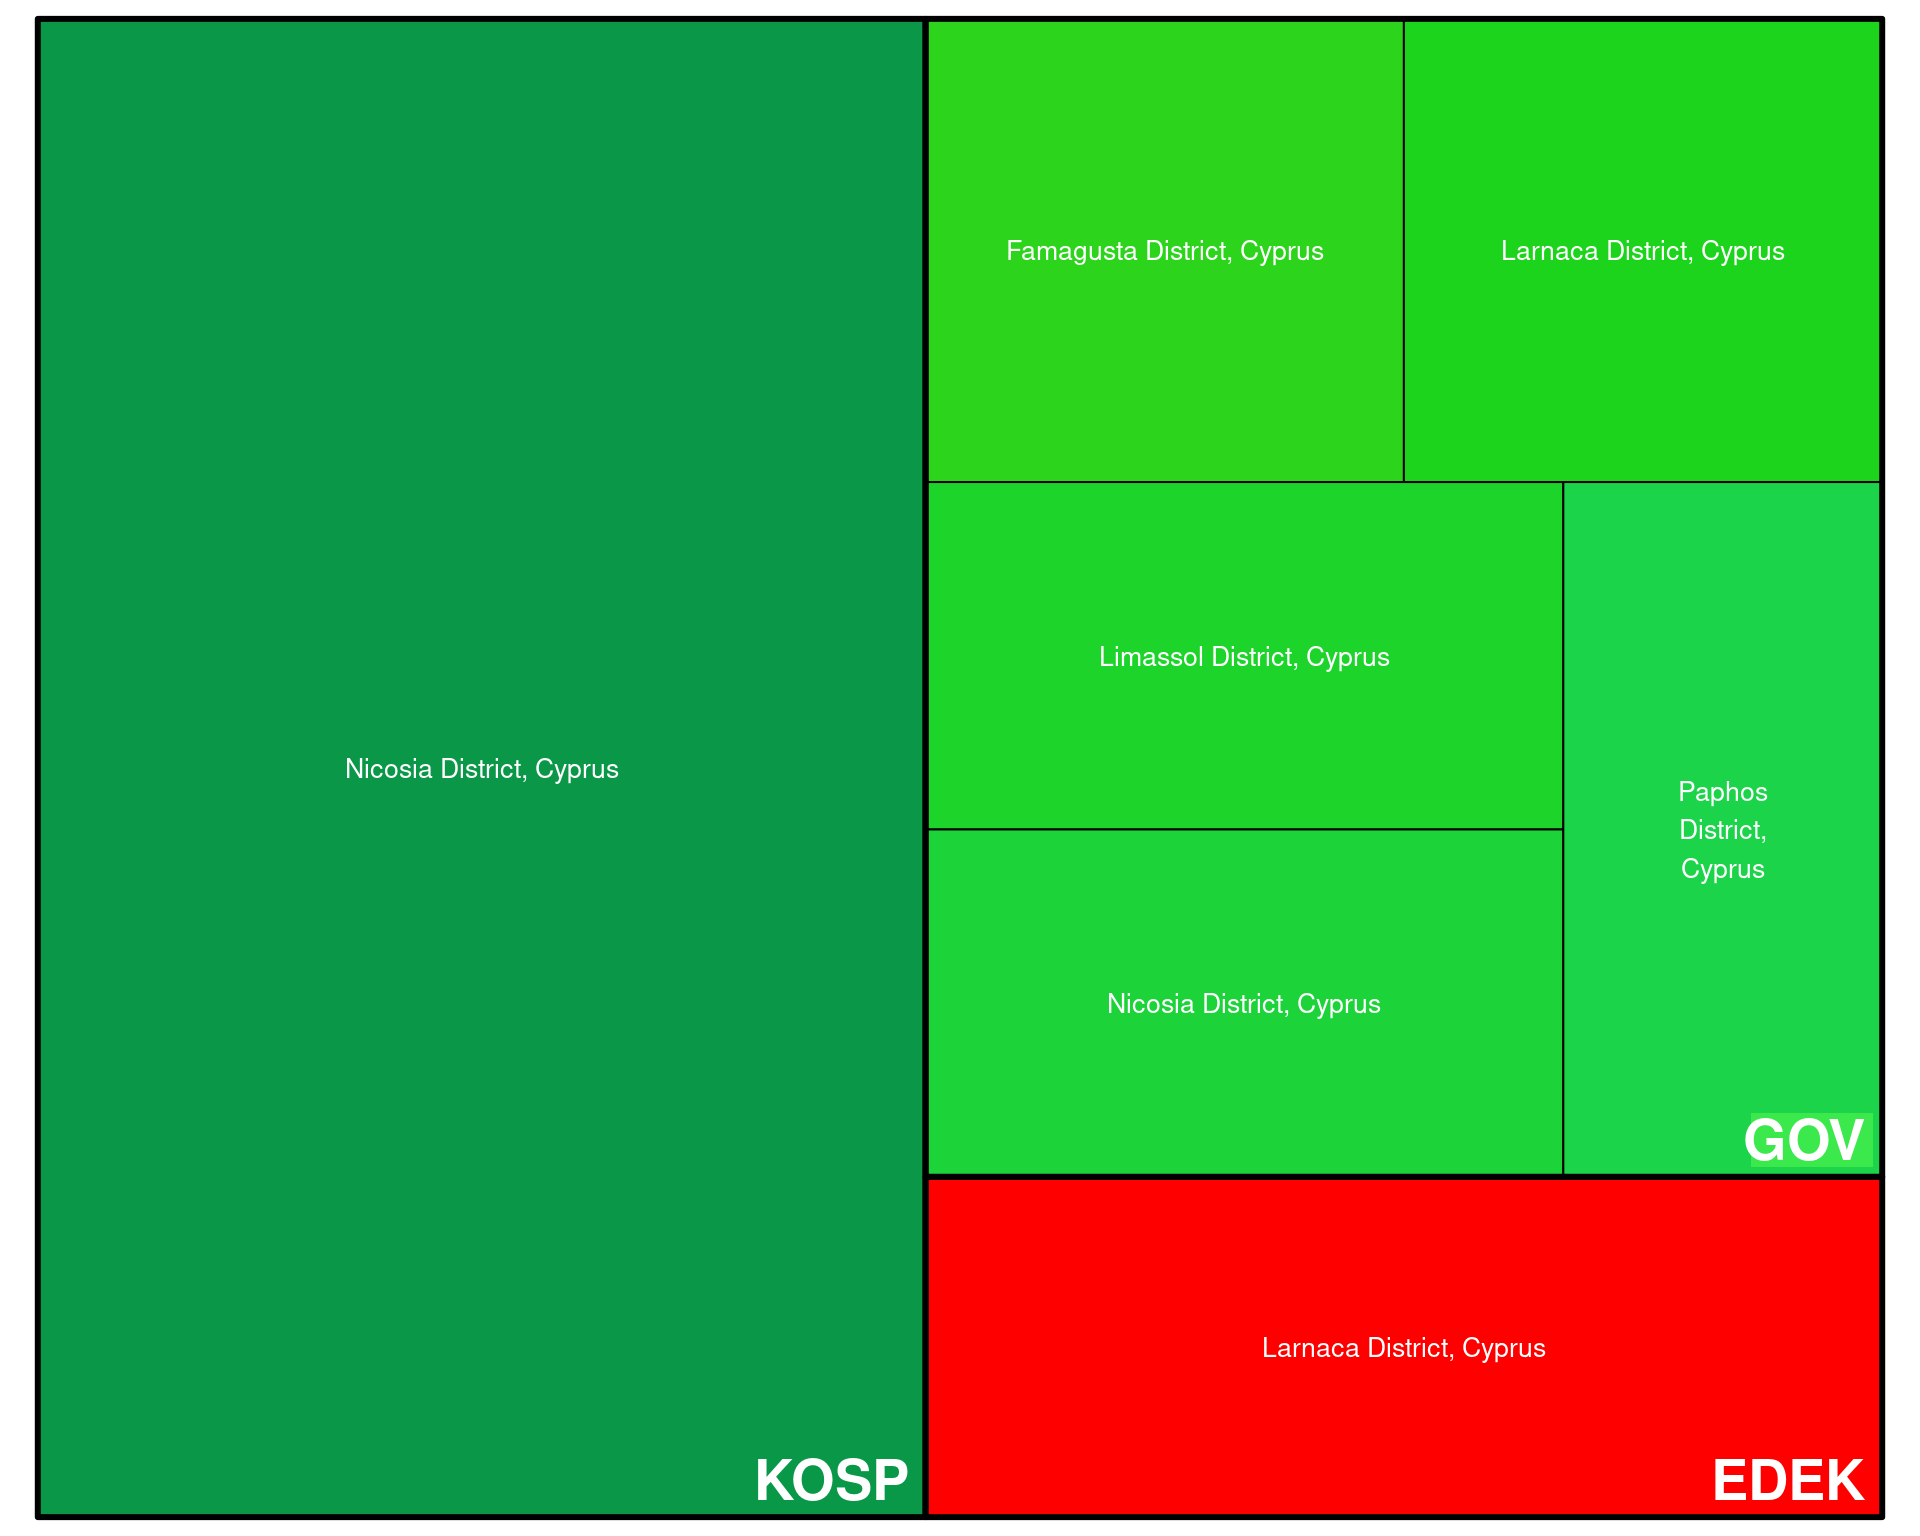 Nicosia District, Cyprus
KOSP
Famagusta District, Cyprus
Larnaca District, Cyprus
Limassol District, Cyprus
Nicosia District, Cyprus
Paphos
District,
Cyprus
GOV
Larnaca District, Cyprus
EDEK